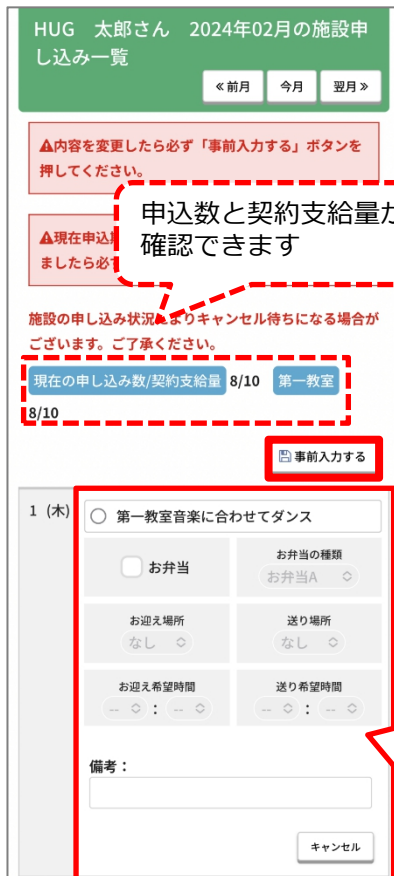 HUG 太郎さん 2024年02月の施設申
し込み一覧
≪前月 今月 翌月≫
⚠内容を変更したら必ず「事前入力する」ボタンを
押してください。
申込数と契約支給量が
確認できます
⚠現在申込
ましたら必
施設の申し込み状況によりキャンセル待ちになる場合が
ございます。ご了承ください。
現在の申し込み数/契約支給量 8/10 第一教室
8/10
事前入力する
1 (木)
第一教室音楽に合わせてダンス
お弁当
お弁当の種類
お弁当A
お迎え場所 送り場所
なし なし
お迎え希望時間 送り希望時間
-- : -- -- : --
備考：
キャンセル